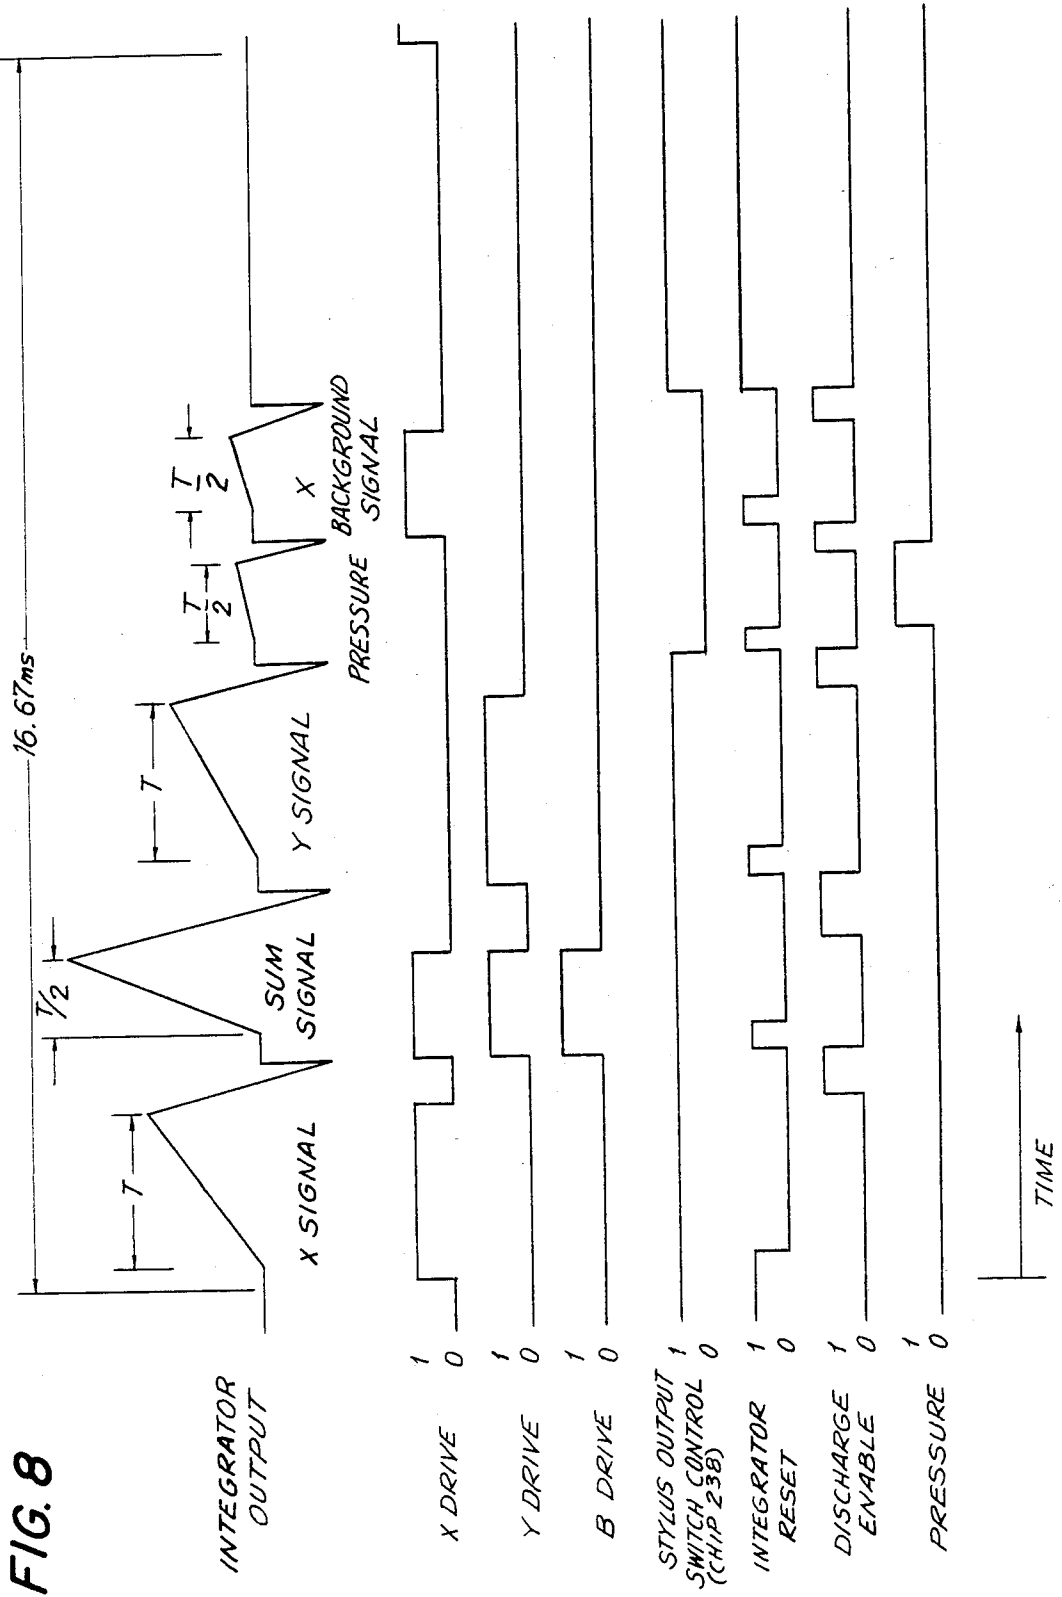 FIG. 8
16.67ms
T
T/2
T
T
2
T
2
INTEGRATOR
OUTPUT
X SIGNAL
SUM
SIGNAL
Y SIGNAL
PRESSURE
X
BACKGROUND
SIGNAL
X DRIVE
1
0
Y DRIVE
1
0
B DRIVE
1
0
STYLUS OUTPUT
SWITCH CONTROL
(CHIP 238)
1
0
INTEGRATOR
RESET
1
0
DISCHARGE
ENABLE
1
0
PRESSURE
1
0
TIME